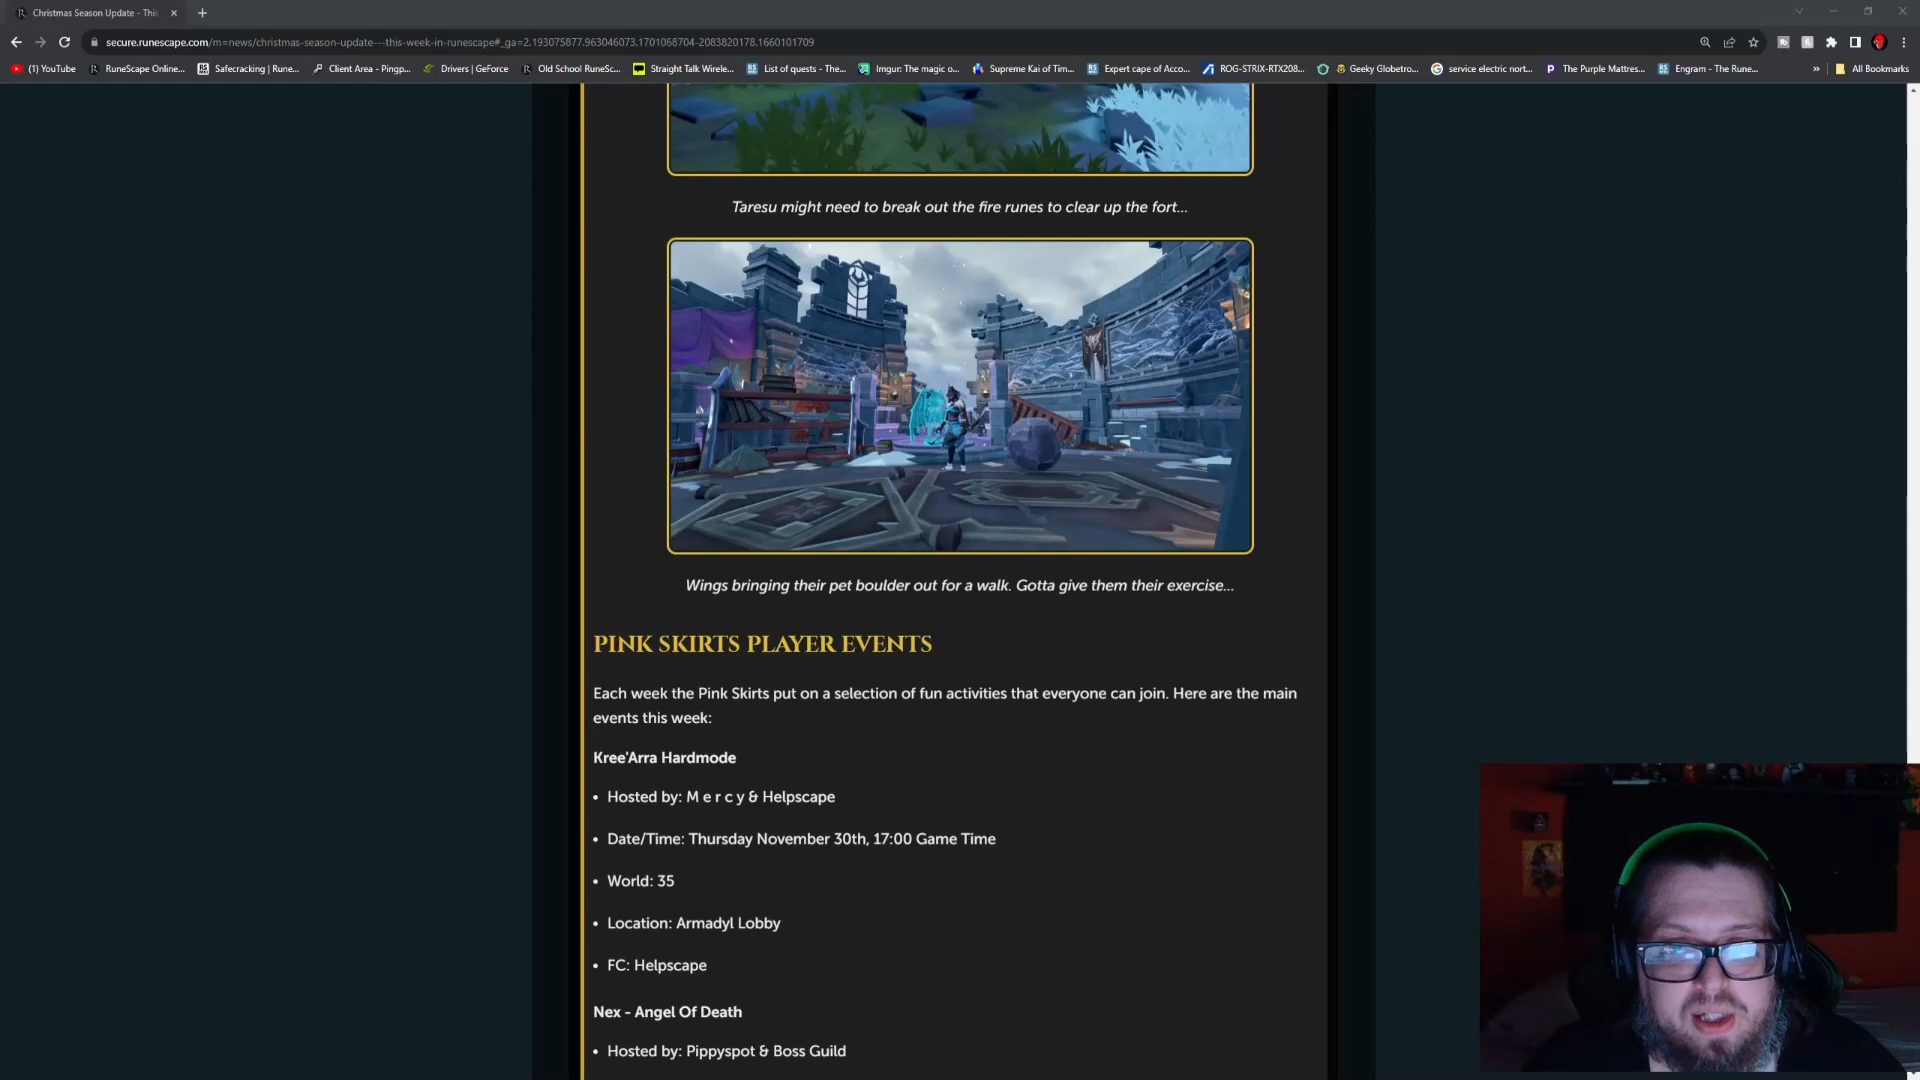 Christmas Season Update - This
secure.runescape.com/m=news/christmas-season-update---this-week-in-runescape#_ga=2.193075877.963046073.1701068704-2083820178.1660101709
(1) YouTube RuneScape Online... Safecracking | Rune... Client Area - Pingp... Drivers | GeForce Old School RuneSc... Straight Talk Wirele... List of quests - The... Imgur: The magic o... Supreme Kai of Tim... Expert cape of Acco... ROG-STRIX-RTX208... Geeky Globetro... service electric nort... The Purple Mattres... Engram - The Rune... » All Bookmarks
Taresu might need to break out the fire runes to clear up the fort...
Wings bringing their pet boulder out for a walk. Gotta give them their exercise...
PINK SKIRTS PLAYER EVENTS
Each week the Pink Skirts put on a selection of fun activities that everyone can join. Here are the main
events this week:
Kree'Arra Hardmode
• Hosted by: M e r c y & Helpscape
• Date/Time: Thursday November 30th, 17:00 Game Time
• World: 35
• Location: Armadyl Lobby
• FC: Helpscape
Nex - Angel Of Death
• Hosted by: Pippyspot & Boss Guild